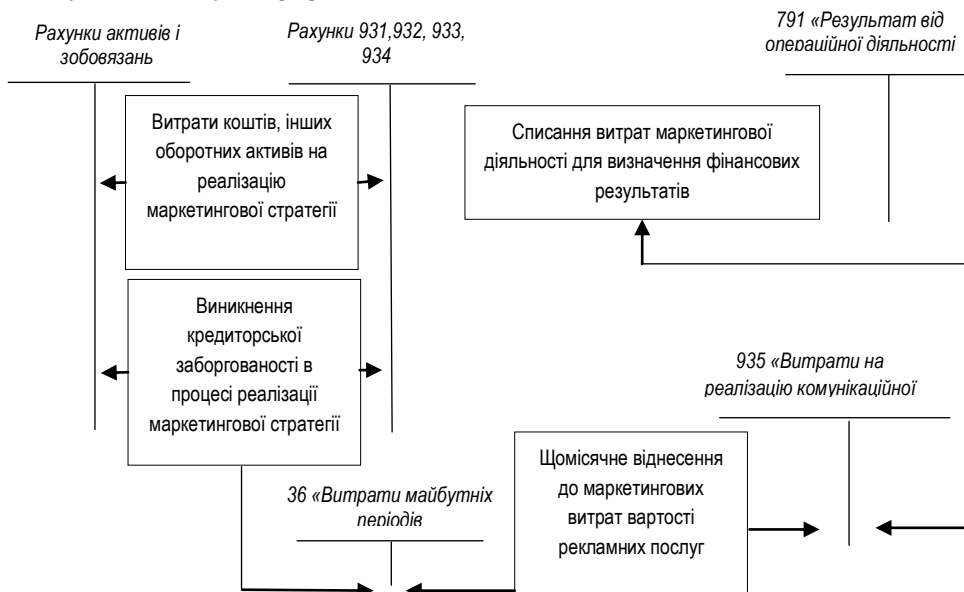 Рахунки активів і
зобовязань
Рахунки 931,932, 933,
934
791 «Результат від
операційної діяльності
Витрати коштів, інших
оборотних активів на
реалізацію
маркетингової стратегії
Списання витрат маркетингової
діяльності для визначення фінансових
результатів
Виникнення
кредиторської
заборгованості в
процесі реалізації
маркетингової стратегії
935 «Витрати на
реалізацію комунікаційної
36 «Витрати майбутніх
періодів
Щомісячне віднесення
до маркетингових
витрат вартості
рекламних послуг